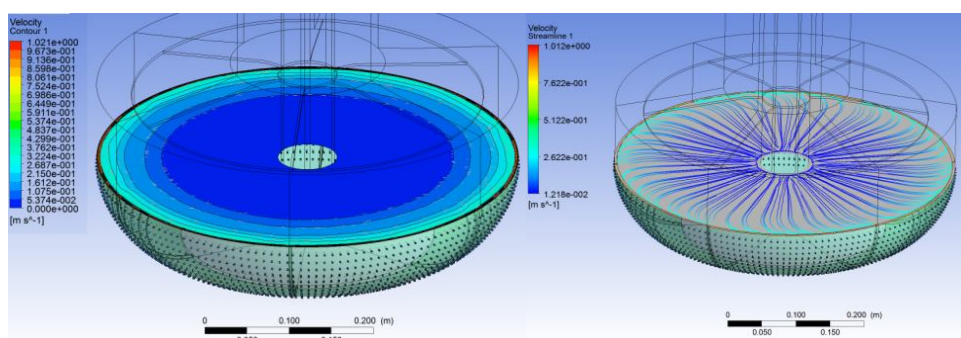 Velocity
Contour 1
1.021e+000
9.673e-001
9.136e-001
8.598e-001
8.061e-001
7.524e-001
6.986e-001
6.449e-001
5.911e-001
5.374e-001
4.837e-001
4.299e-001
3.762e-001
3.224e-001
2.687e-001
2.150e-001
1.612e-001
1.075e-001
5.374e-002
0.000e+000
[m s^-1]
0 0.100 0.200 (m)
0.050 0.150
Velocity
Streamline 1
1.012e+000
7.622e-001
5.122e-001
2.622e-001
1.218e-002
[m s^-1]
0 0.100 0.200 (m)
0.050 0.150